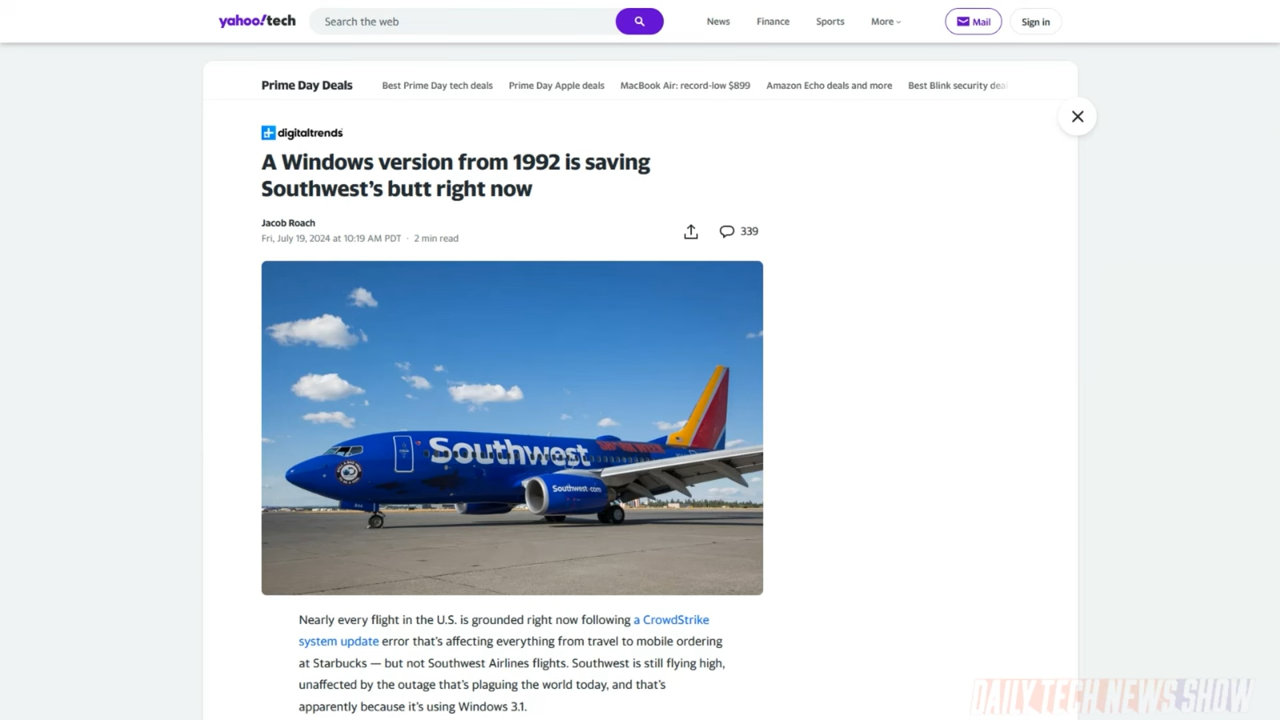 yahoo!tech
Search the web
News Finance Sports More
Mail
Sign in
Prime Day Deals
Best Prime Day tech deals
Prime Day Apple deals
MacBook Air: record-low $899
Amazon Echo deals and more
Best Blink security dea
digitaltrends
A Windows version from 1992 is saving
Southwest's butt right now
Jacob Roach
Fri, July 19, 2024 at 10:19 AM PDT · 2 min read
339
Southwest
Southwest.com
Nearly every flight in the U.S. is grounded right now following a CrowdStrike
system update error that's affecting everything from travel to mobile ordering
at Starbucks — but not Southwest Airlines flights. Southwest is still flying high,
unaffected by the outage that's plaguing the world today, and that's
apparently because it's using Windows 3.1.
DAILY TECH NEWS SHOW